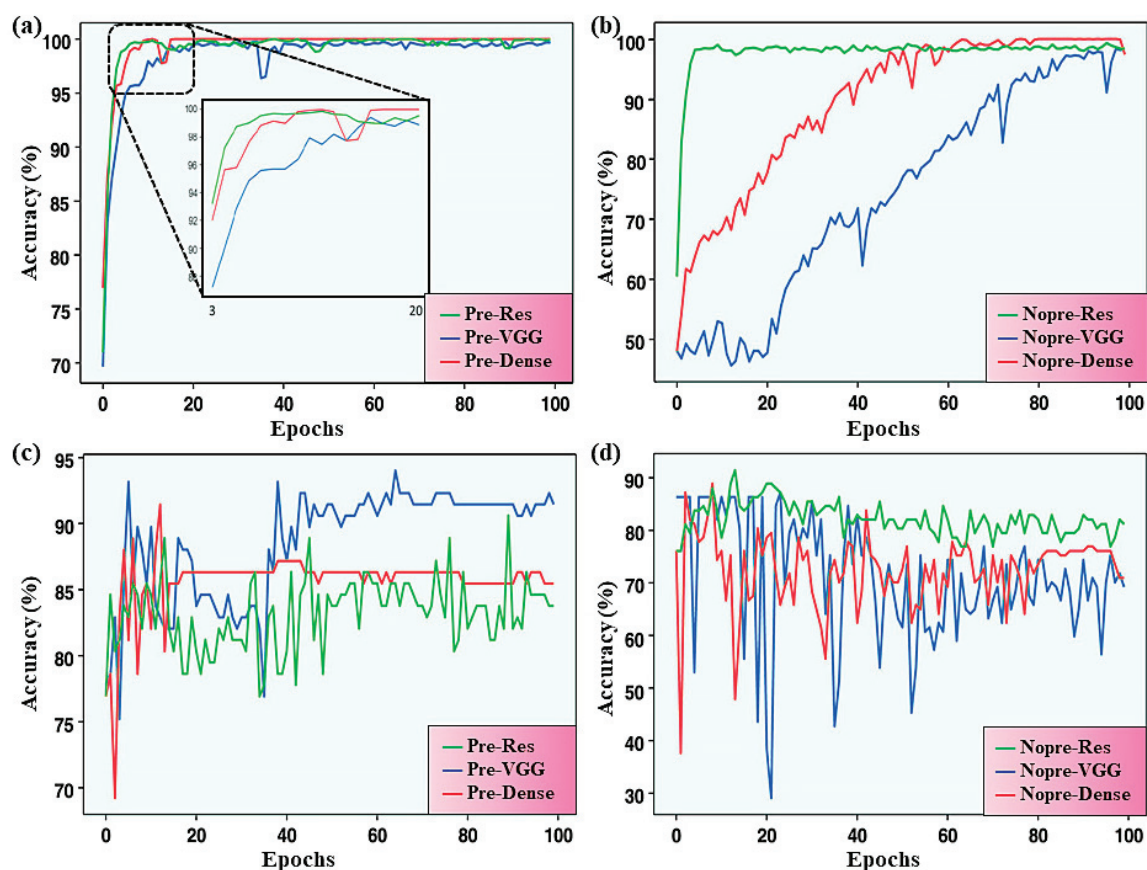 (a)
Accuracy (%)
100
95
90
85
80
75
70
100
98
96
94
92
90
88
3
20
Pre-Res
Pre-VGG
Pre-Dense
0
20
40
60
80
100
Epochs
(b)
Accuracy (%)
100
90
80
70
60
50
Nopre-Res
Nopre-VGG
Nopre-Dense
0
20
40
60
80
100
Epochs
(c)
Accuracy (%)
95
90
85
80
75
70
Pre-Res
Pre-VGG
Pre-Dense
0
20
40
60
80
100
Epochs
(d)
Accuracy (%)
90
80
70
60
50
40
30
Nopre-Res
Nopre-VGG
Nopre-Dense
0
20
40
60
80
100
Epochs